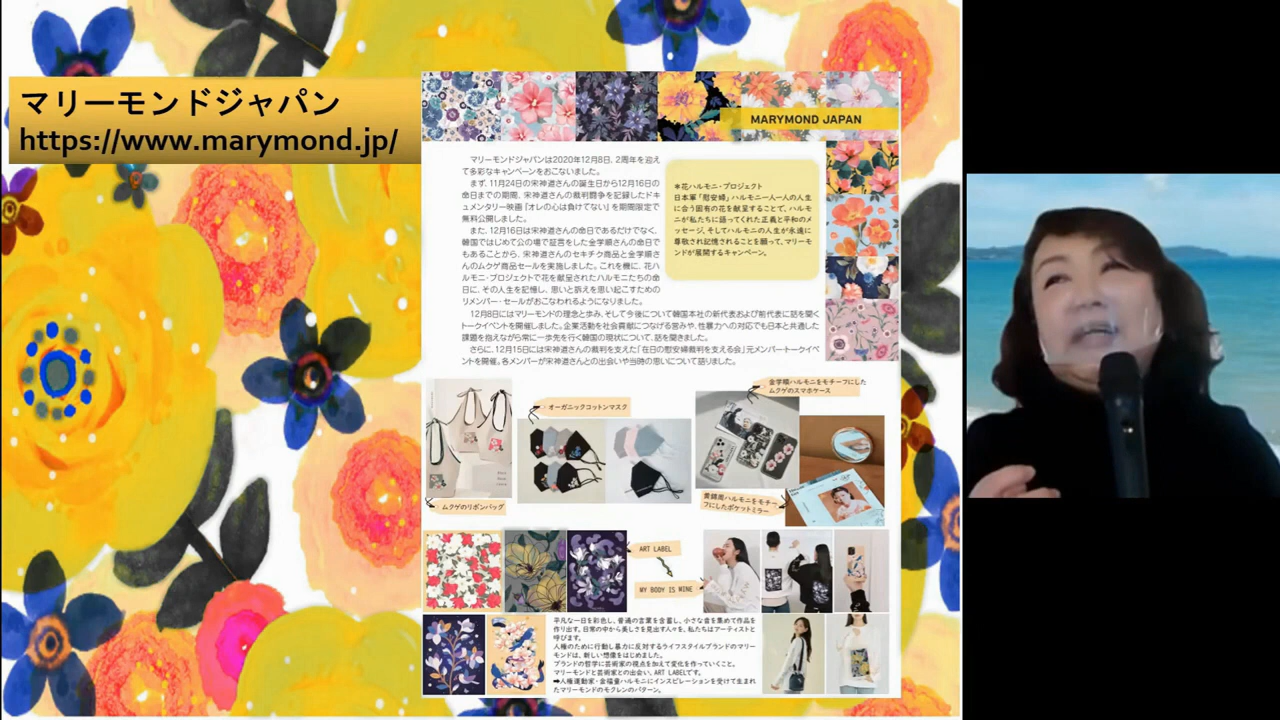 マリーモンドジャパン
https://www.marymond.jp/
MARYMOND JAPAN
マリーモンドジャパンは2020年12月8日、2周年を迎え
て多彩なキャンペーンをおこないました。
まず、11月24日の宋神道さんの誕生日から12月16日の
命日までの期間、宋神道さんの裁判闘争を記録したドキ
ュメンタリー映画『オレの心は負けてない』を期間限定で
無料公開しました。
また、12月16日は宋神道さんの命日であるだけでなく、
韓国ではじめて公の場で証言をした金学順さんの命日で
もあることから、宋神道さんのセキチク商品と金学順さ
んのムクゲ商品セールを実施しました。これを機に、花ハ
ルモニ・プロジェクトで花を献呈されたハルモニたちの命
日に、その人生を記憶し、思いと訴えを思い起こすための
リメンバー・セールがおこなわれるようになりました。
12月8日にはマリーモンドの理念と歩み、そして今後について韓国本社の新代表および前代表に話を聞く
トークイベントを開催しました。企業活動を社会貢献につなげる営みや、性暴力への対応でも日本と共通した
課題を抱えながら常に一歩先を行く韓国の現状について、話を聞きました。
さらに、12月15日には宋神道さんの裁判を支えた「在日の慰安婦裁判を支える会」元メンバートークイベ
ントを開催。各メンバーが宋神道さんとの出会いや当時の思いについて語りました。
＊花ハルモニ・プロジェクト
日本軍「慰安婦」ハルモニ一人一人の人生
に合う固有の花を献呈することで、ハルモ
ニが私たちに語ってくれた正義と平和のメ
ッセージ、そしてハルモニの人生が永遠に
尊敬され記憶されることを願って、マリーモ
ンドが展開するキャンペーン。
オーガニックコットンマスク
金学順ハルモニをモチーフにした
ムクゲのスマホケース
ムクゲのリボンバッグ
ハルモニをモチー
フにしたポケットミラー
ART LABEL
MY BODY IS MINE
平凡な一日を彩色し、普通の言葉を含蓄し、小さな音を集めて作品を
作り出す。日常の中から美しさを見出す人々を、私たちはアーティストと
呼びます。
人権のために行動し暴力に反対するライフスタイルブランドのマリー
モンドは、新しい想像をはじめました。
ブランドの哲学に芸術家の視点を加えて変化を作っていくこと。
マリーモンドと芸術家との出会い、ART LABELです。
➡人権運動家・金福童ハルモニにインスピレーションを受けて生まれ
たマリーモンドのモクレンのパターン。